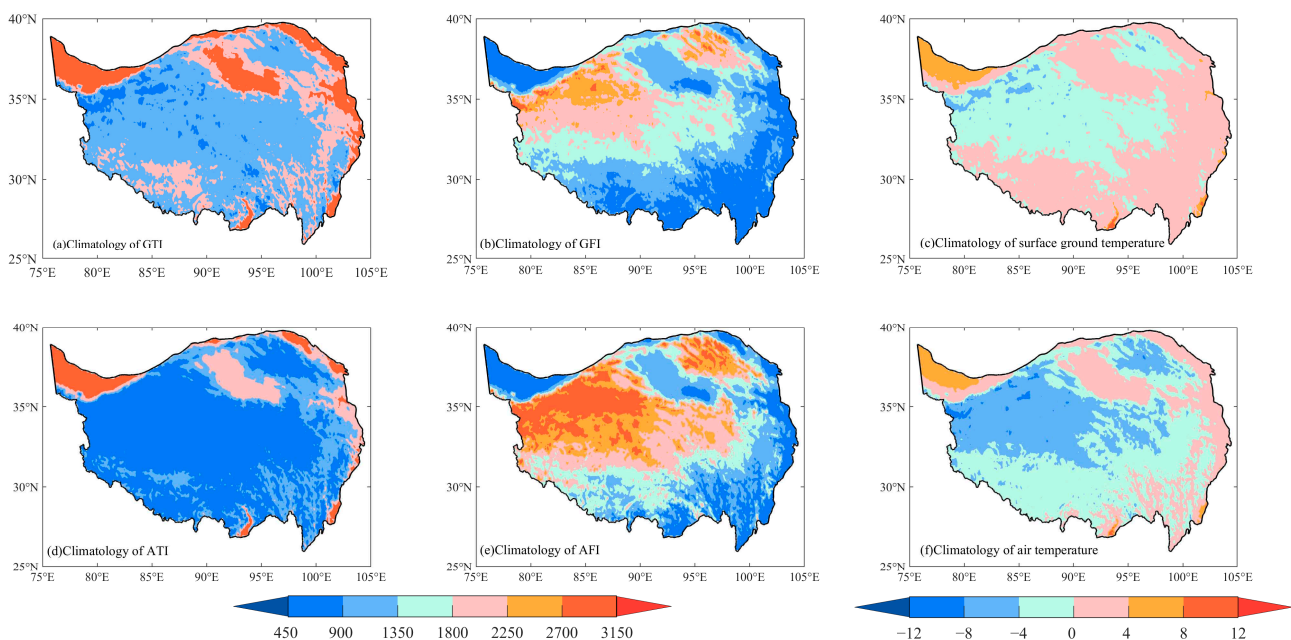 40°N
35°N
30°N
25°N
(a)Climatology of GTI
75°E 80°E 85°E 90°E 95°E 100°E 105°E
40°N
35°N
30°N
25°N
(b)Climatology of GFI
75°E 80°E 85°E 90°E 95°E 100°E 105°E
40°N
35°N
30°N
25°N
(c)Climatology of surface ground temperature
75°E 80°E 85°E 90°E 95°E 100°E 105°E
40°N
35°N
30°N
25°N
(d)Climatology of ATI
75°E 80°E 85°E 90°E 95°E 100°E 105°E
40°N
35°N
30°N
25°N
(e)Climatology of AFI
75°E 80°E 85°E 90°E 95°E 100°E 105°E
40°N
35°N
30°N
25°N
(f)Climatology of air temperature
75°E 80°E 85°E 90°E 95°E 100°E 105°E
450 900 1350 1800 2250 2700 3150
−12 −8 −4 0 4 8 12